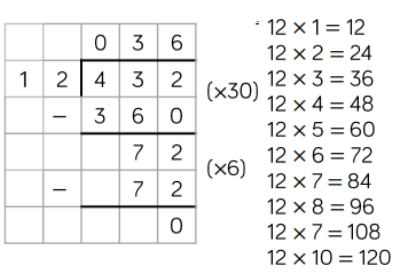 0 3 6
1 2 4 3 2
− 3 6 0 (×30)
7 2
− 7 2 (×6)
0
12 × 1 = 12
12 × 2 = 24
12 × 3 = 36
12 × 4 = 48
12 × 5 = 60
12 × 6 = 72
12 × 7 = 84
12 × 8 = 96
12 × 7 = 108
12 × 10 = 120